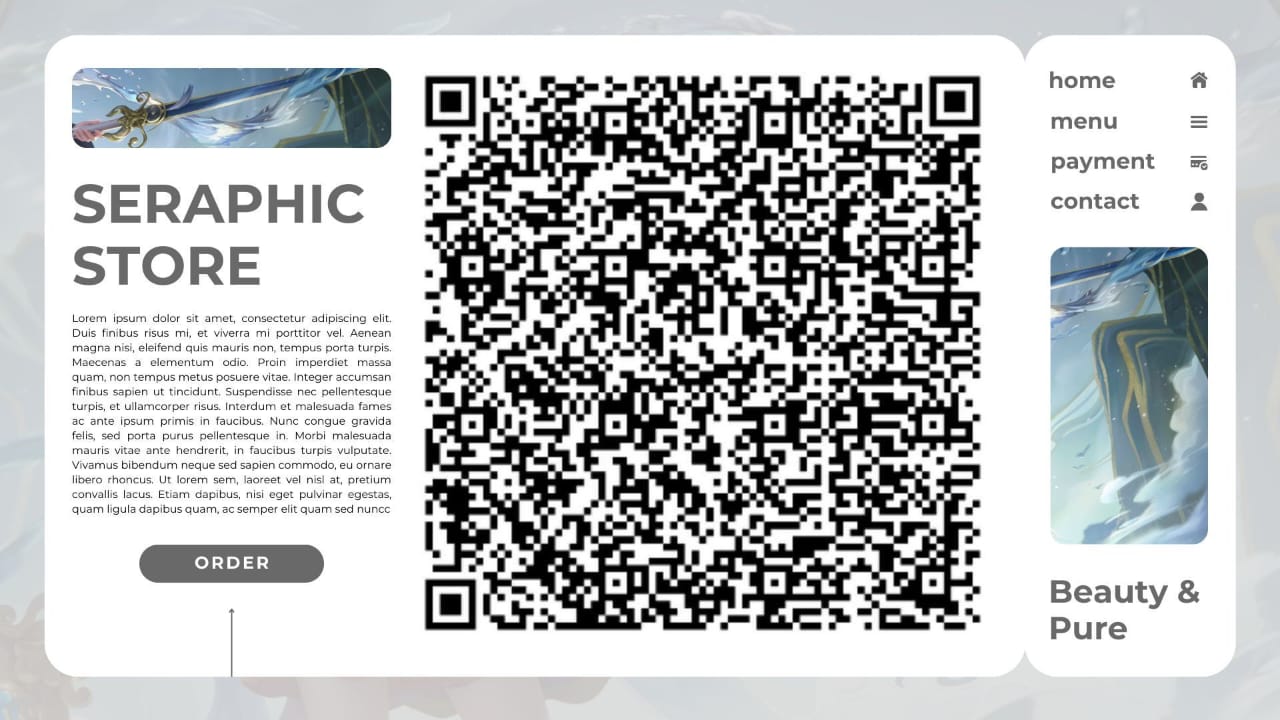 SERAPHIC
STORE
Lorem ipsum dolor sit amet, consectetur adipiscing elit.
Duis finibus risus mi, et viverra mi porttitor vel. Aenean
magna nisi, eleifend quis mauris non, tempus porta turpis.
Maecenas a elementum odio. Proin imperdiet massa
quam, non tempus metus posuere vitae. Integer accumsan
finibus sapien ut tincidunt. Suspendisse nec pellentesque
turpis, et ullamcorper risus. Interdum et malesuada fames
ac ante ipsum primis in faucibus. Nunc congue gravida
felis, sed porta purus pellentesque in. Morbi malesuada
mauris vitae ante hendrerit, in faucibus turpis vulputate.
Vivamus bibendum neque sed sapien commodo, eu ornare
libero rhoncus. Ut lorem sem, laoreet vel nisl at, pretium
convallis lacus. Etiam dapibus, nisi eget pulvinar egestas,
quam ligula dapibus quam, ac semper elit quam sed nuncc
ORDER
home
menu
payment
contact
Beauty &
Pure